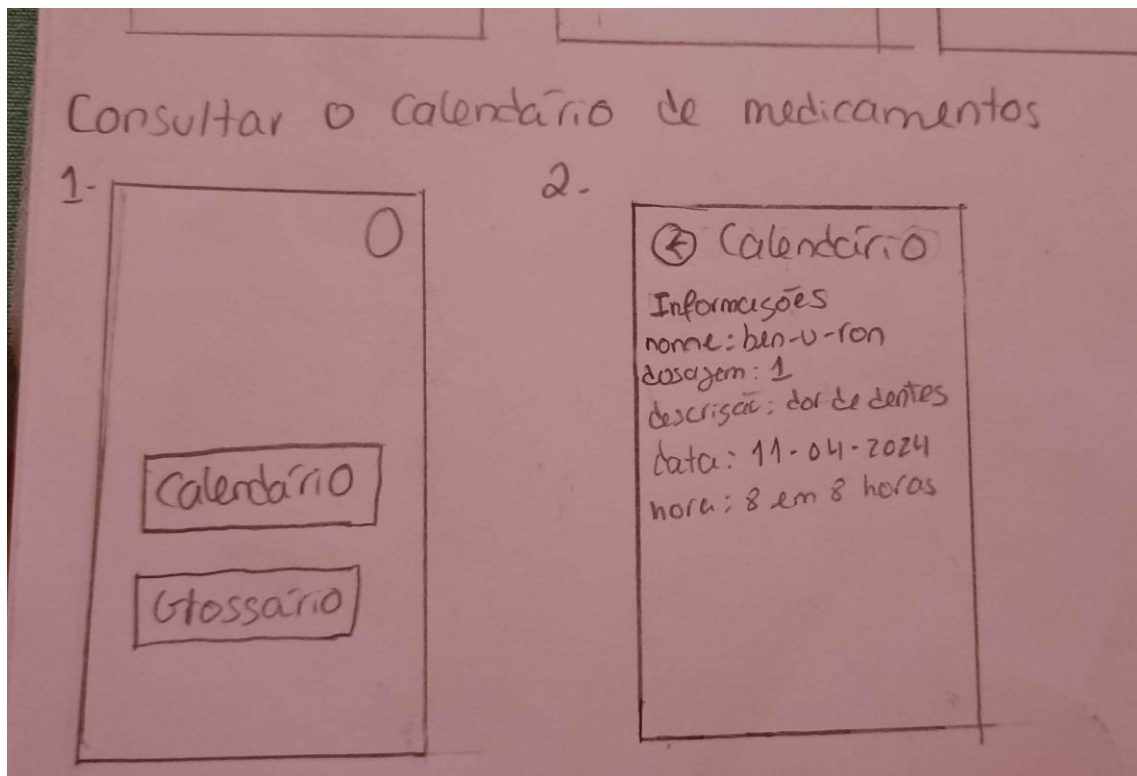 Consultar o Calendário de medicamentos
1-
Calendário
Glossário
2-
Calendário
Informações
nome: ben-u-ron
dosagem: 1
descrição: dor de dentes
data: 11-04-2024
hora: 8 em 8 horas